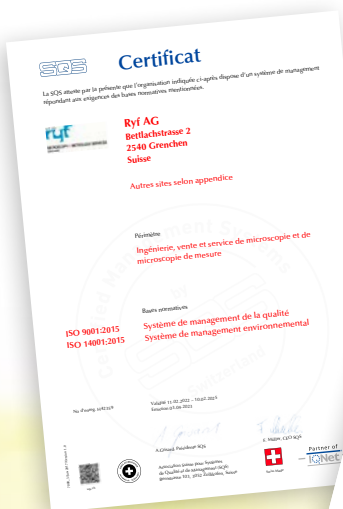 SQS
Certificat
La SQS atteste par la présente que l'organisation indiquée ci-après dispose d'un système de management
répondant aux exigences des bases normatives mentionnées.
ryf
Ryf AG
Bettlachstrasse 2
2540 Grenchen
Suisse
Autres sites selon appendice
Périmètre
Ingénierie, vente et service de microscopie et de
microscopie de mesure
Bases normatives
ISO 9001:2015 Système de management de la qualité
ISO 14001:2015 Système de management environnemental
Partner of
IQNet